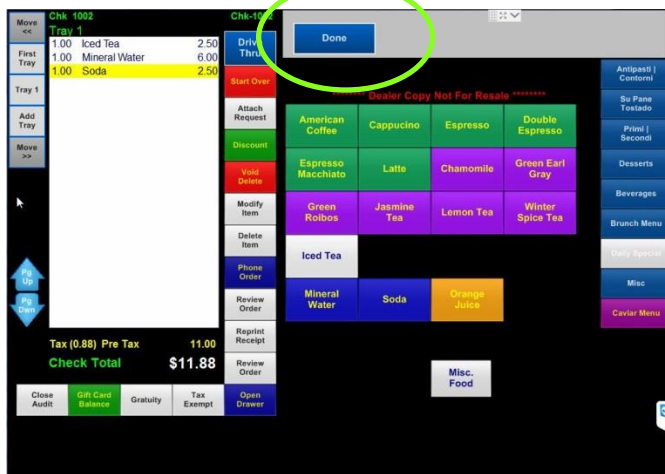 Move
<<
First
Tray
Tray 1
Add
Tray
Move
>>
Pg
Up
Pg
Dwn
Chk 1002
Chk-1002
Tray 1
1.00 Iced Tea 2.50
1.00 Mineral Water 6.00
1.00 Soda 2.50
Tax (0.88) Pre Tax 11.00
Check Total $11.88
Close
Audit
Gift Card
Balance
Gratuity
Tax
Exempt
Drive
Thru
Start Over
Attach
Request
Discount
Void
Delete
Modify
Item
Delete
Item
Phone
Order
Review
Order
Reprint
Receipt
Review
Order
Open
Drawer
Done
******** Dealer Copy Not For Resale ********
American
Coffee
Cappucino
Espresso
Double
Espresso
Espresso
Macchiato
Latte
Chamomile
Green Earl
Gray
Green
Roibos
Jasmine
Tea
Lemon Tea
Winter
Spice Tea
Iced Tea
Mineral
Water
Soda
Orange
Juice
Misc.
Food
Antipasti |
Contorni
Su Pane
Tostado
Primi |
Secondi
Desserts
Beverages
Brunch Menu
Daily Special
Misc
Caviar Menu